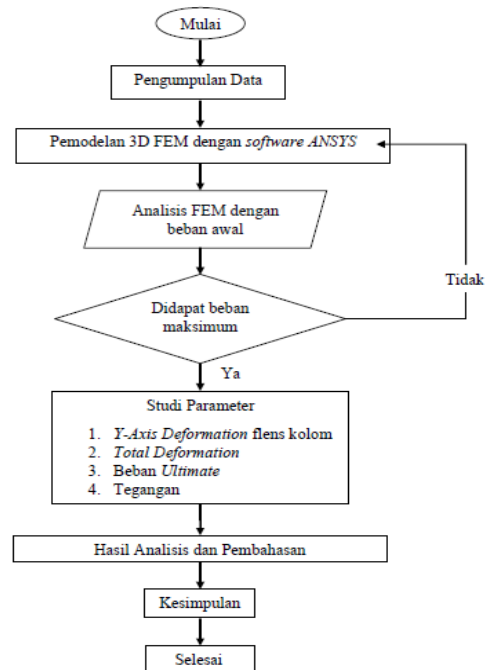 Mulai
Pengumpulan Data
Pemodelan 3D FEM dengan software ANSYS
Analisis FEM dengan
beban awal
Tidak
Didapat beban
maksimum
Ya
Studi Parameter
1. Y-Axis Deformation flens kolom
2. Total Deformation
3. Beban Ultimate
4. Tegangan
Hasil Analisis dan Pembahasan
Kesimpulan
Selesai